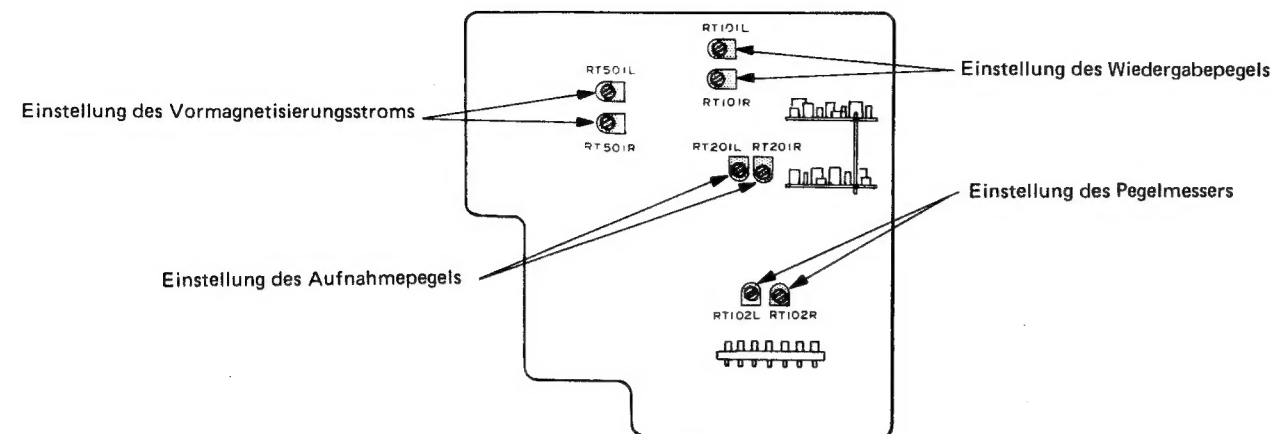 RT101L
Einstellung des Wiedergabepegels
RT501L
RT101R
Einstellung des Vormagnetisierungsstroms
RT501R
RT201L RT201R
Einstellung des Pegelmessers
Einstellung des Aufnahmepegels
RT102L RT102R